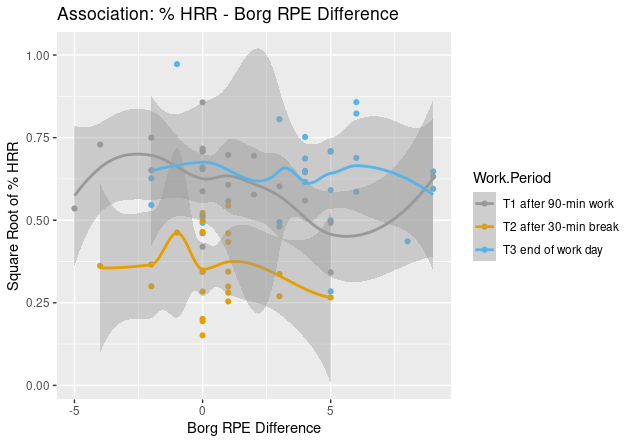 Association: % HRR - Borg RPE Difference
Square Root of % HRR
1.00
0.75
0.50
0.25
0.00
-5
0
5
Borg RPE Difference
Work.Period
T1 after 90-min work
T2 after 30-min break
T3 end of work day